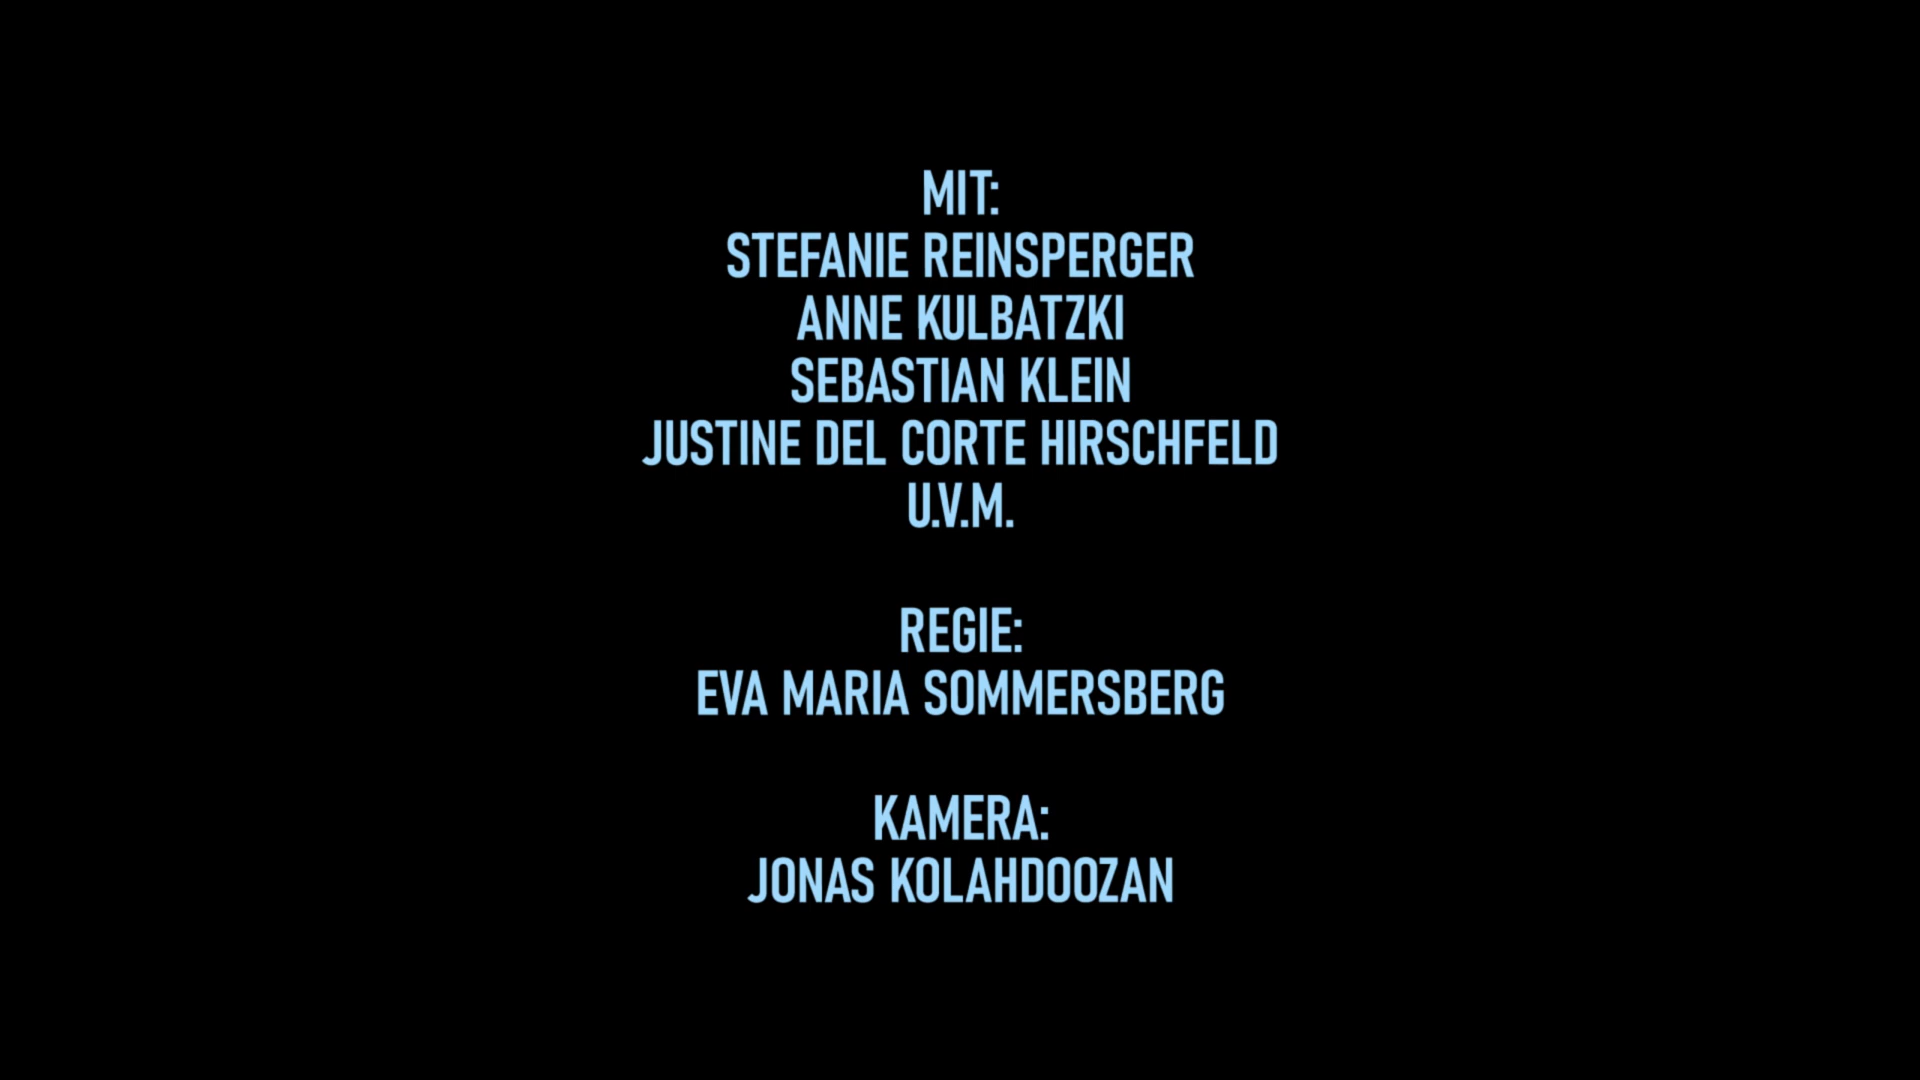 MIT:
STEFANIE REINSPERGER
ANNE KULBATZKI
SEBASTIAN KLEIN
JUSTINE DEL CORTE HIRSCHFELD
U.V.M.
REGIE:
EVA MARIA SOMMERSBERG
KAMERA:
JONAS KOLAHDOOZAN